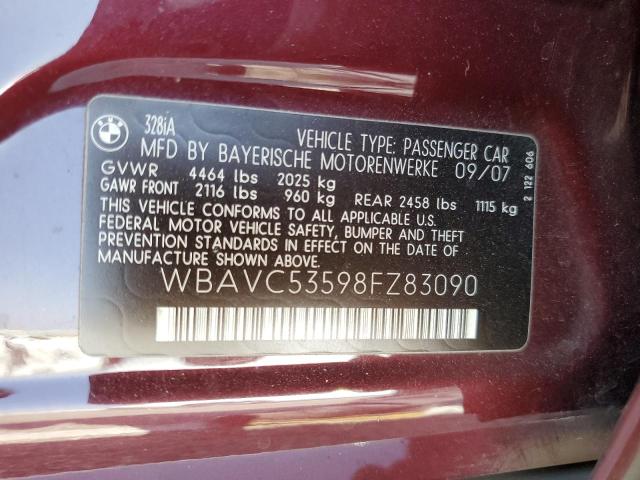 BMW
328iA
VEHICLE TYPE: PASSENGER CAR
MFD BY BAYERISCHE MOTORENWERKE 09/07
GVWR 4464 lbs 2025 kg
GAWR FRONT 2116 lbs 960 kg REAR 2458 lbs 1115 kg
THIS VEHICLE CONFORMS TO ALL APPLICABLE U.S.
FEDERAL MOTOR VEHICLE SAFETY, BUMPER AND THEFT
PREVENTION STANDARDS IN EFFECT ON THE DATE OF
MANUFACTURE SHOWN ABOVE.
WBAVC53598FZ83090
2 122 606